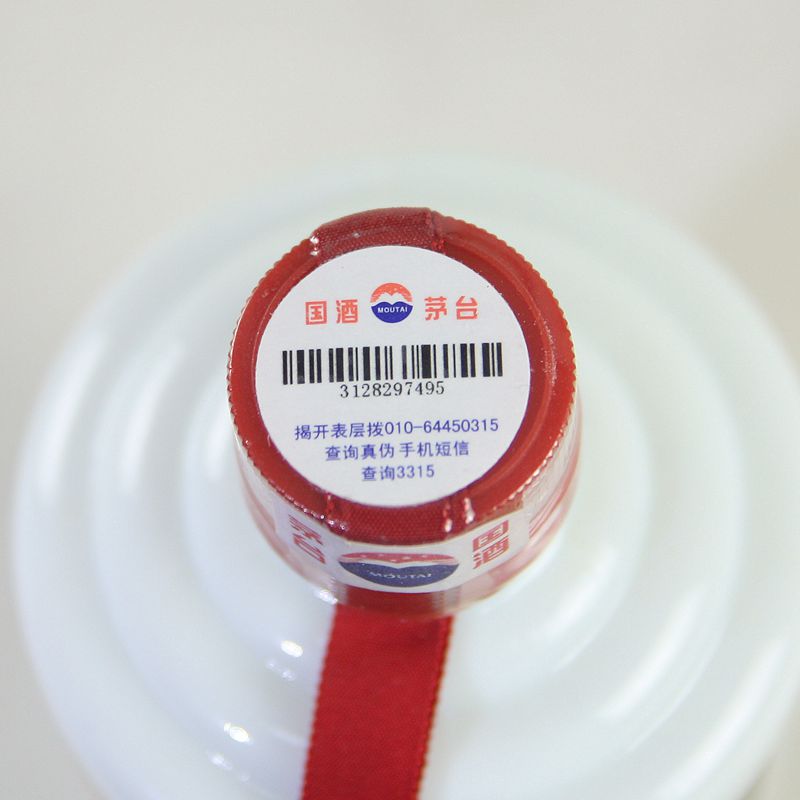 国酒 MOUTAI 茅台
3128297495
揭开表层拨010-64450315
查询真伪 手机短信
查询3315
茅台 MOUTAI 国酒